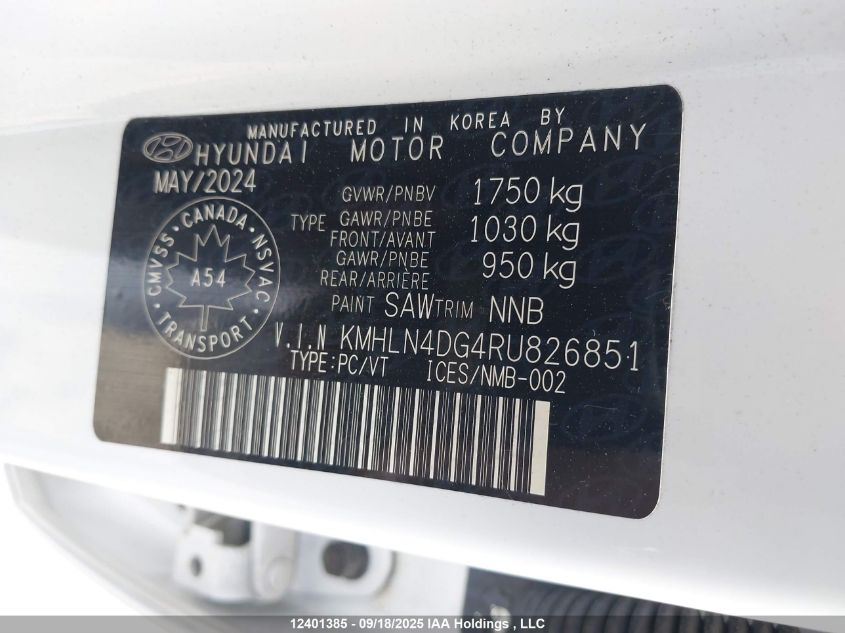 MANUFACTURED IN KOREA BY
HYUNDAI MOTOR COMPANY
MAY/2024
GVWR/PNBV 1750 kg
TYPE GAWR/PNBE FRONT/AVANT 1030 kg
GAWR/PNBE REAR/ARRIÈRE 950 kg
PAINT SAW TRIM NNB
CMVSS · CANADA · NSVAC
A54
TRANSPORT
V.I.N KMHLN4DG4RU826851
TYPE:PC/VT ICES/NMB-002
12401385 - 09/18/2025 IAA Holdings , LLC